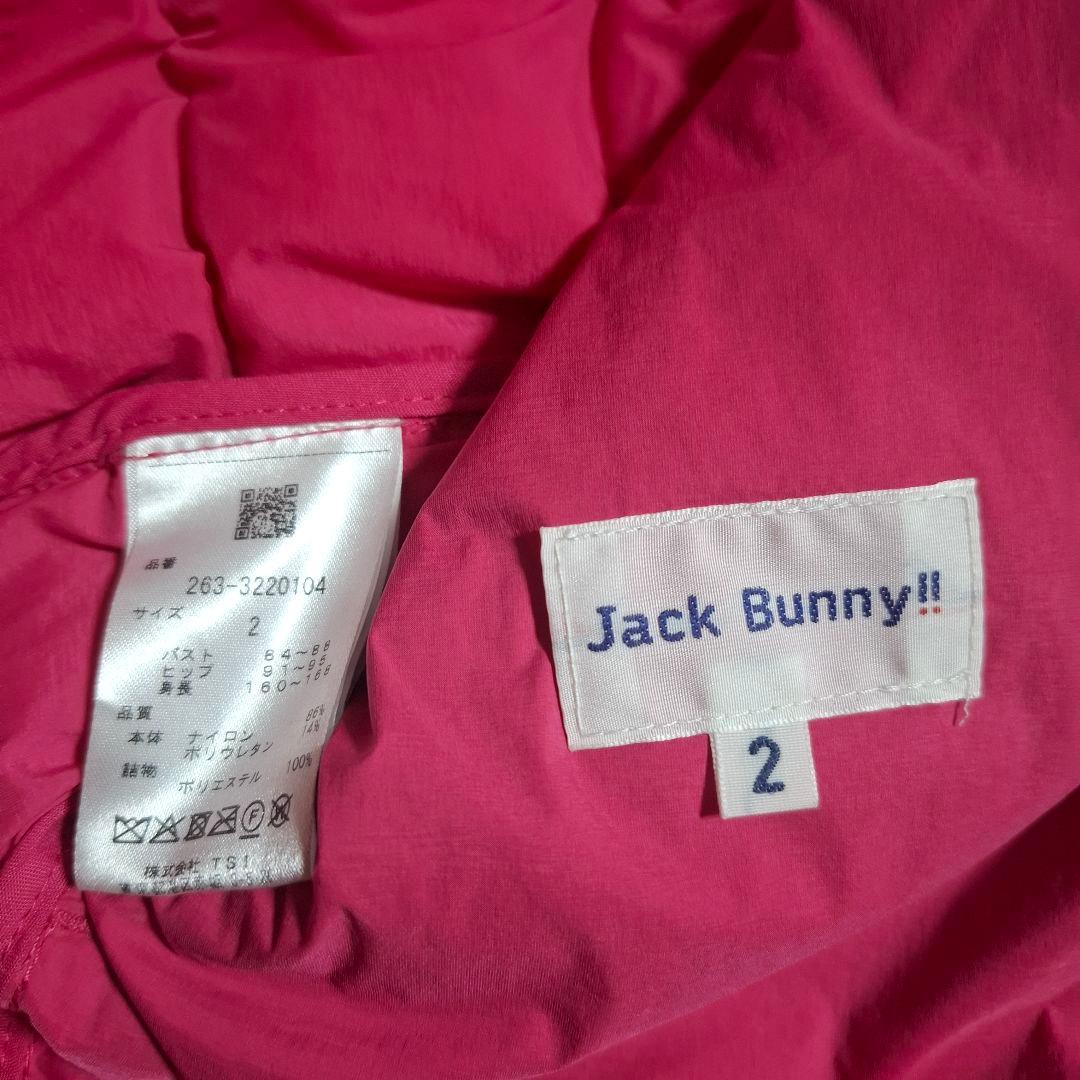 品番
263-3220104
サイズ
2
バスト 84~88
ヒップ 91~95
身長 160~168
品質
本体 ナイロン 86%
ポリウレタン 14%
詰物
ポリエステル 100%
F
株式会社 TSI
Jack Bunny!!
2